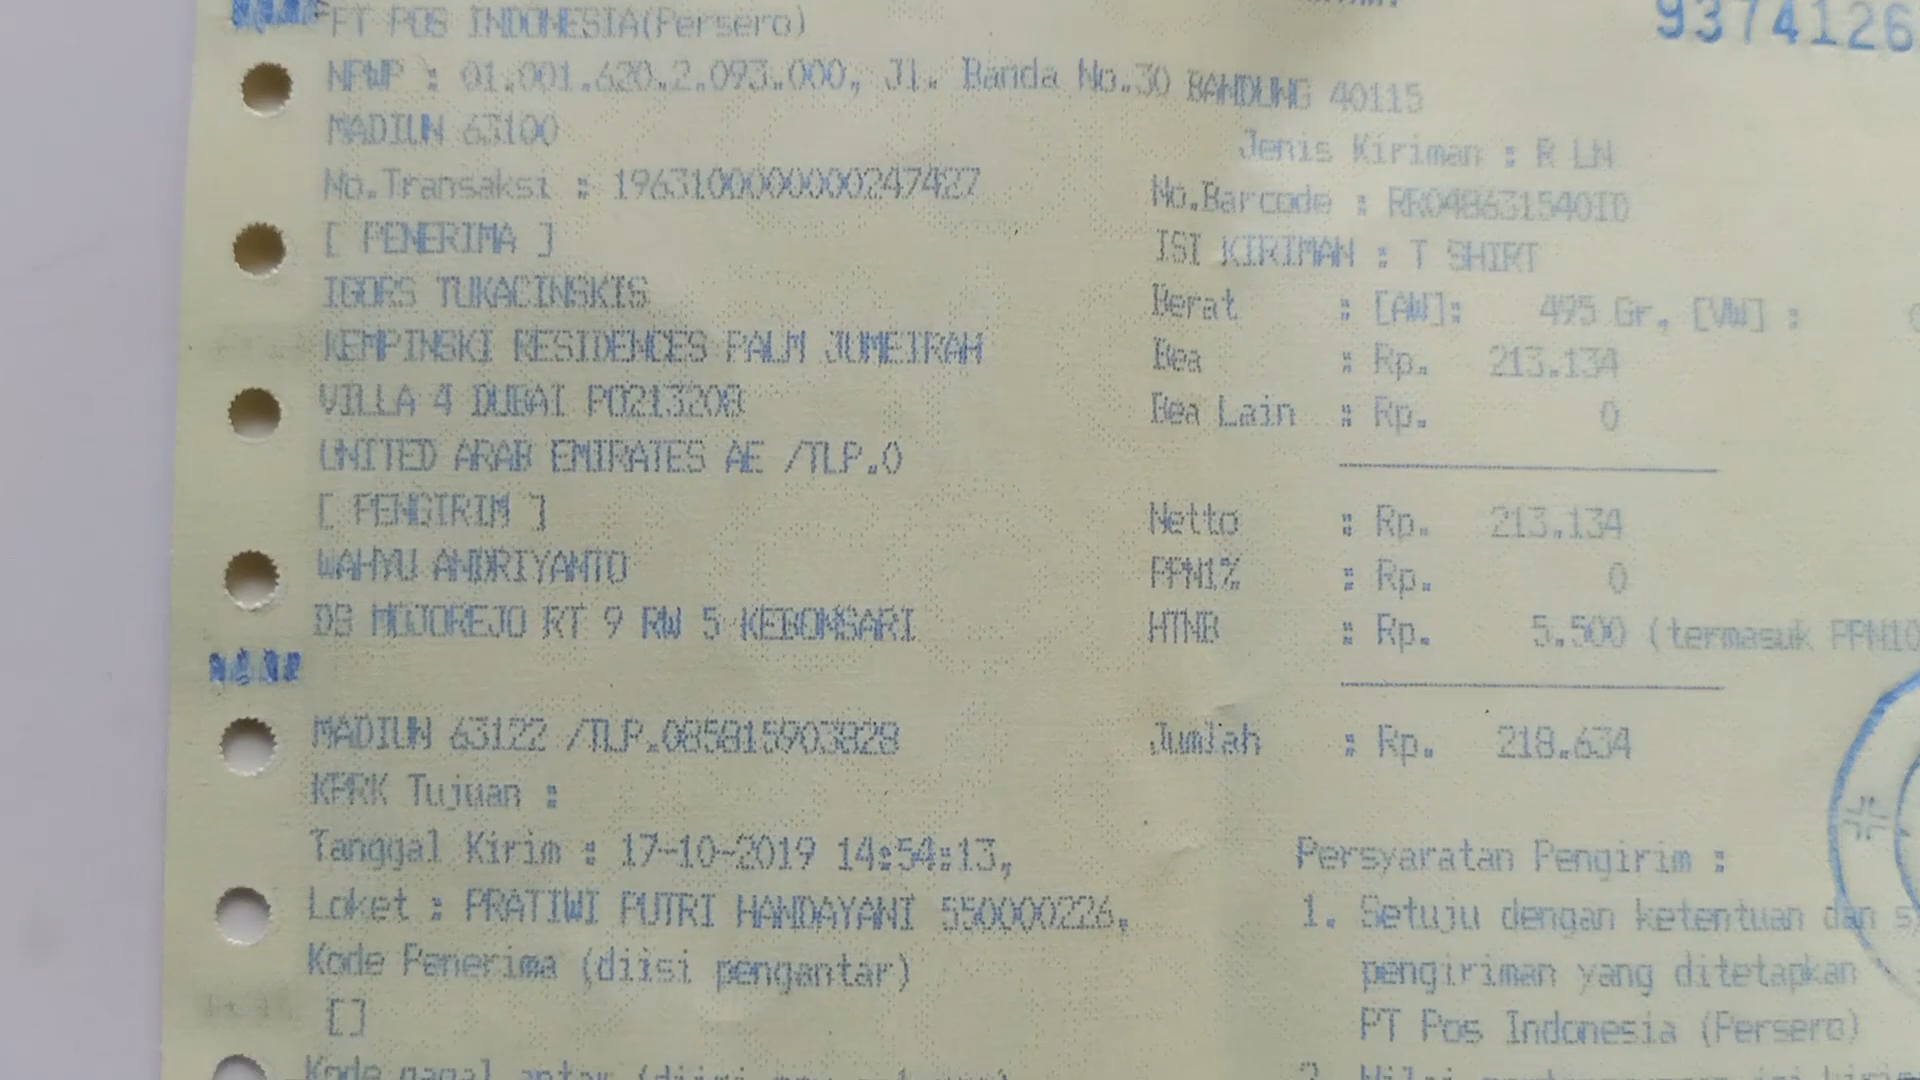 PT POS INDONESIA(Persero)
9374126
NPWP : 01.001.620.2.093.000, Jl. Banda No.30 BANDUNG 40115
MADIUN 63100
Jenis Kiriman : R LN
No.Transaksi : 19631000000000247427
No.Barcode : RR048631540ID
[ PENERIMA ]
ISI KIRIMAN : T SHIRT
IGORS TUKACINSKIS
Berat : [AW]: 495 Gr, [VW] :
KEMPINSKI RESIDENCES PALM JUMEIRAH
Bea : Rp. 213.134
VILLA 4 DUBAI PO213208
Bea Lain : Rp. 0
UNITED ARAB EMIRATES AE /TLP.0
[ PENGIRIM ]
Netto : Rp. 213.134
WAHYU ANDRIYANTO
PPN1% : Rp. 0
DS MOJOREJO RT 9 RW 5 KEBONSARI
HTNB : Rp. 5.500 (termasuk PPN10
MADIUN 63122 /TLP.085815903828
Jumlah : Rp. 218.634
KPRK Tujuan :
Tanggal Kirim : 17-10-2019 14:54:13,
Persyaratan Pengirim :
Loket : PRATIWI PUTRI HANDAYANI 550000226,
1. Setuju dengan ketentuan dan
Kode Penerima (diisi pengantar)
pengiriman yang ditetapkan
[]
PT Pos Indonesia (Persero)
Kode gagal antar